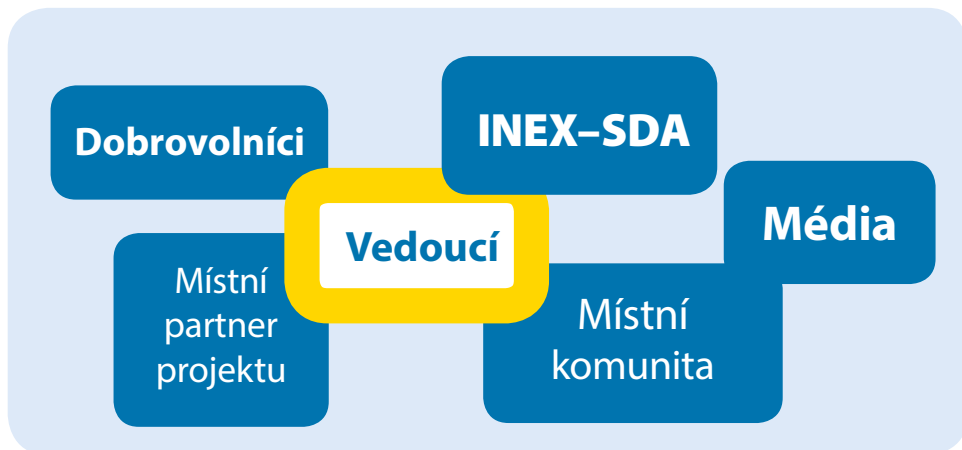 Dobrovolníci
INEX–SDA
Média
Vedoucí
Místní
partner
projektu
Místní
komunita